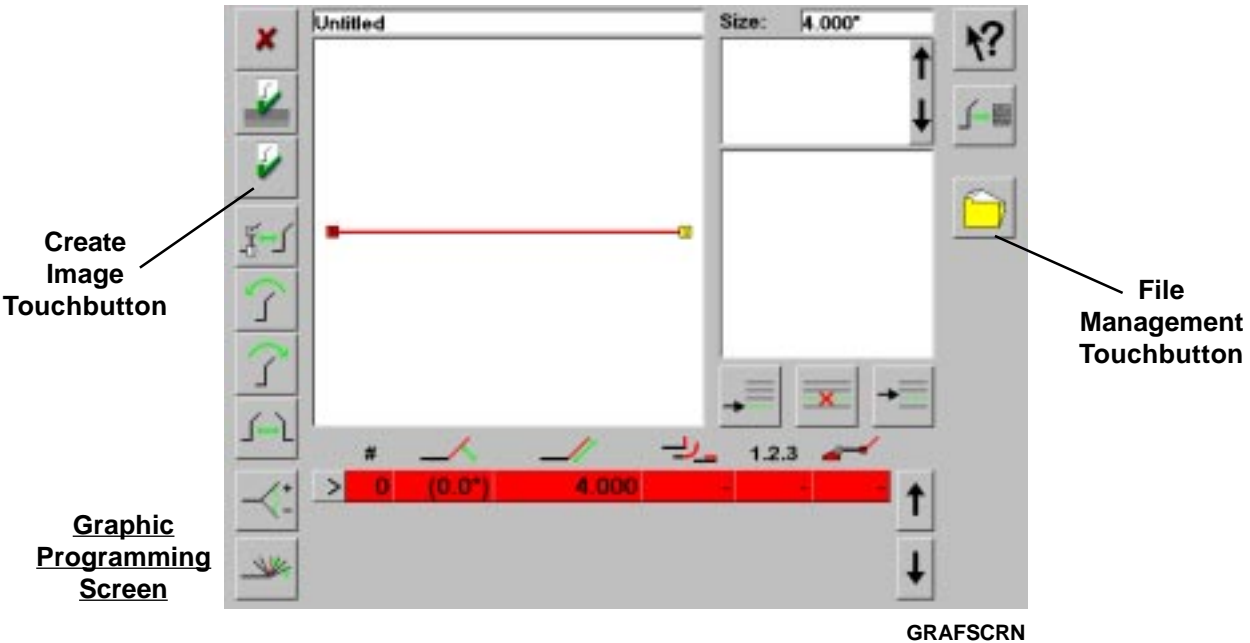 Untitled
Size: 4.000"
Create
Image
Touchbutton
File
Management
Touchbutton
# 1.2.3
> 0 (0.0°) 4.000 - - -
Graphic
Programming
Screen
GRAFSCRN